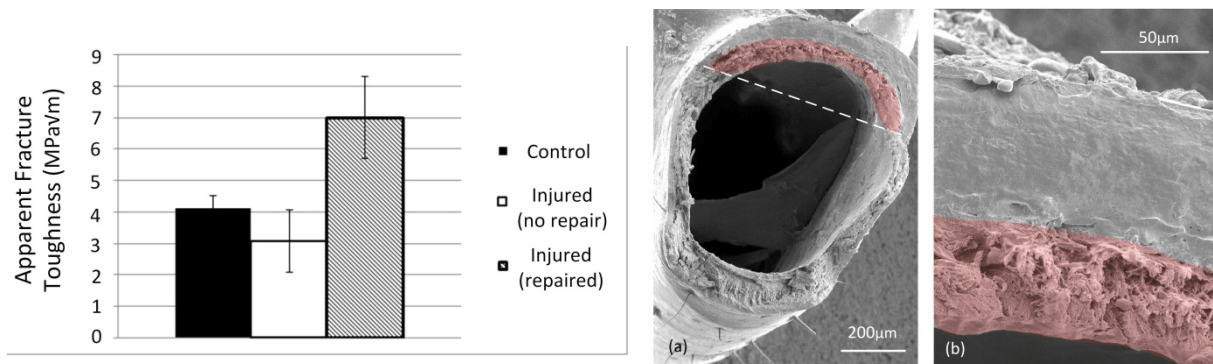 Apparent Fracture
Toughness (MPa√m)
9
8
7
6
5
4
3
2
1
0
Control
Injured
(no repair)
Injured
(repaired)
(a)
200μm
50μm
(b)